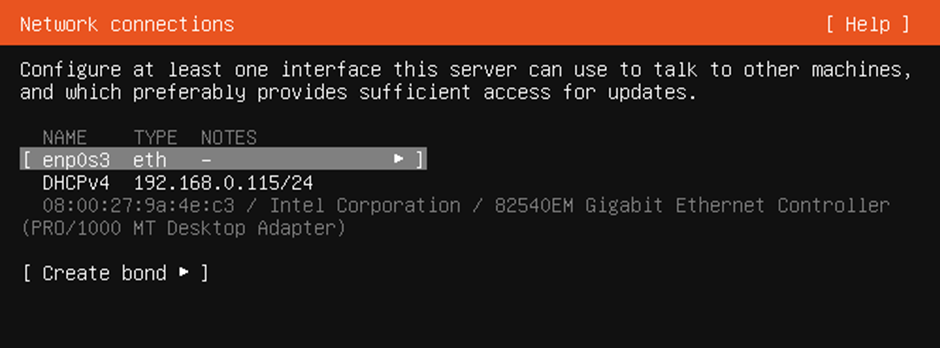 Network connections [ Help ]
Configure at least one interface this server can use to talk to other machines,
and which preferably provides sufficient access for updates.
NAME TYPE NOTES
[ enp0s3 eth – ▸ ]
DHCPv4 192.168.0.115/24
08:00:27:9a:4e:c3 / Intel Corporation / 82540EM Gigabit Ethernet Controller
(PRO/1000 MT Desktop Adapter)
[ Create bond ▸ ]